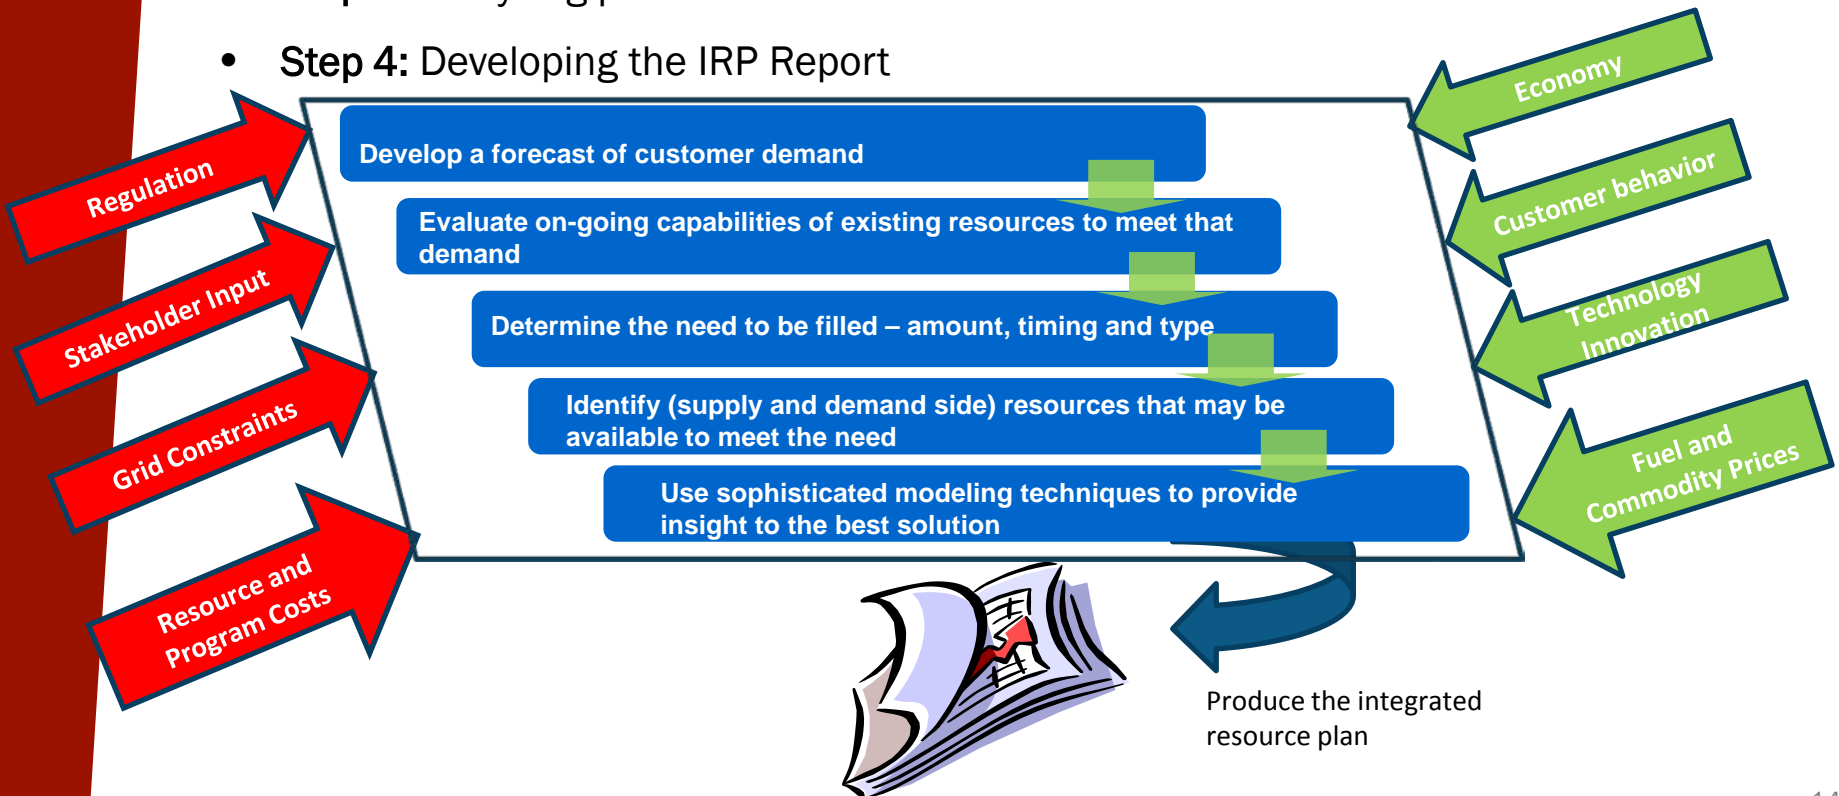 • Step 4: Developing the IRP Report
Economy
Develop a forecast of customer demand
Regulation
Customer behavior
Evaluate on-going capabilities of existing resources to meet that
demand
Stakeholder Input
Technology
Innovation
Determine the need to be filled – amount, timing and type
Grid Constraints
Identify (supply and demand side) resources that may be
available to meet the need
Fuel and
Commodity Prices
Use sophisticated modeling techniques to provide
insight to the best solution
Resource and
Program Costs
Produce the integrated
resource plan